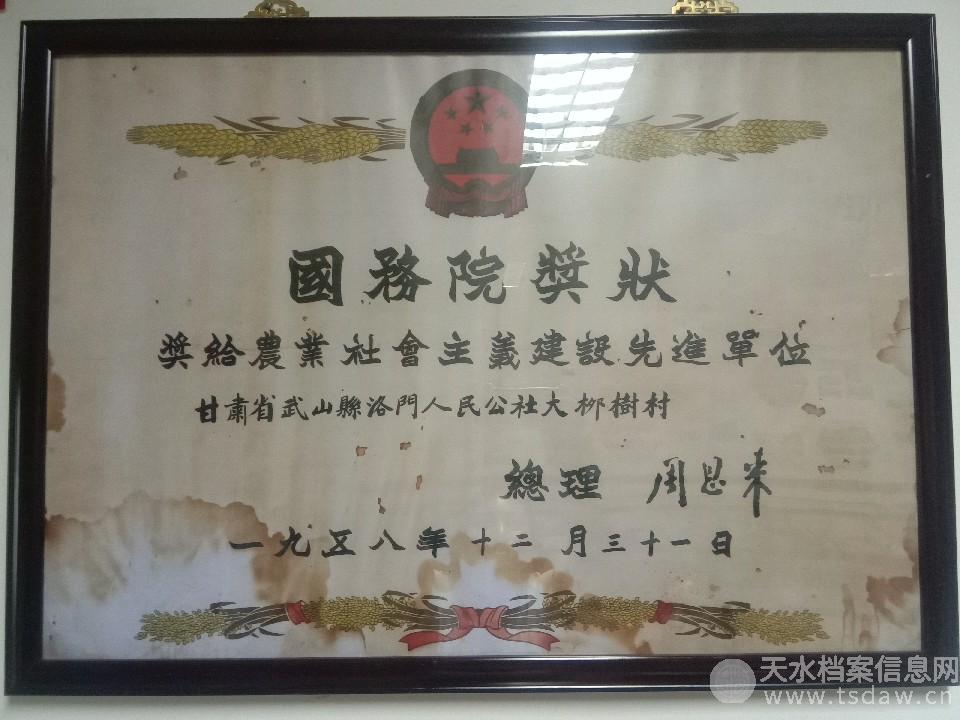 國務院獎狀
奖給農業社會主義建設先進單位
甘肅省武山縣洛門人民公社大柳樹村
總理 周恩来
一九五八年十二月三十一日
天水档案信息网
www.tsdaw.cn